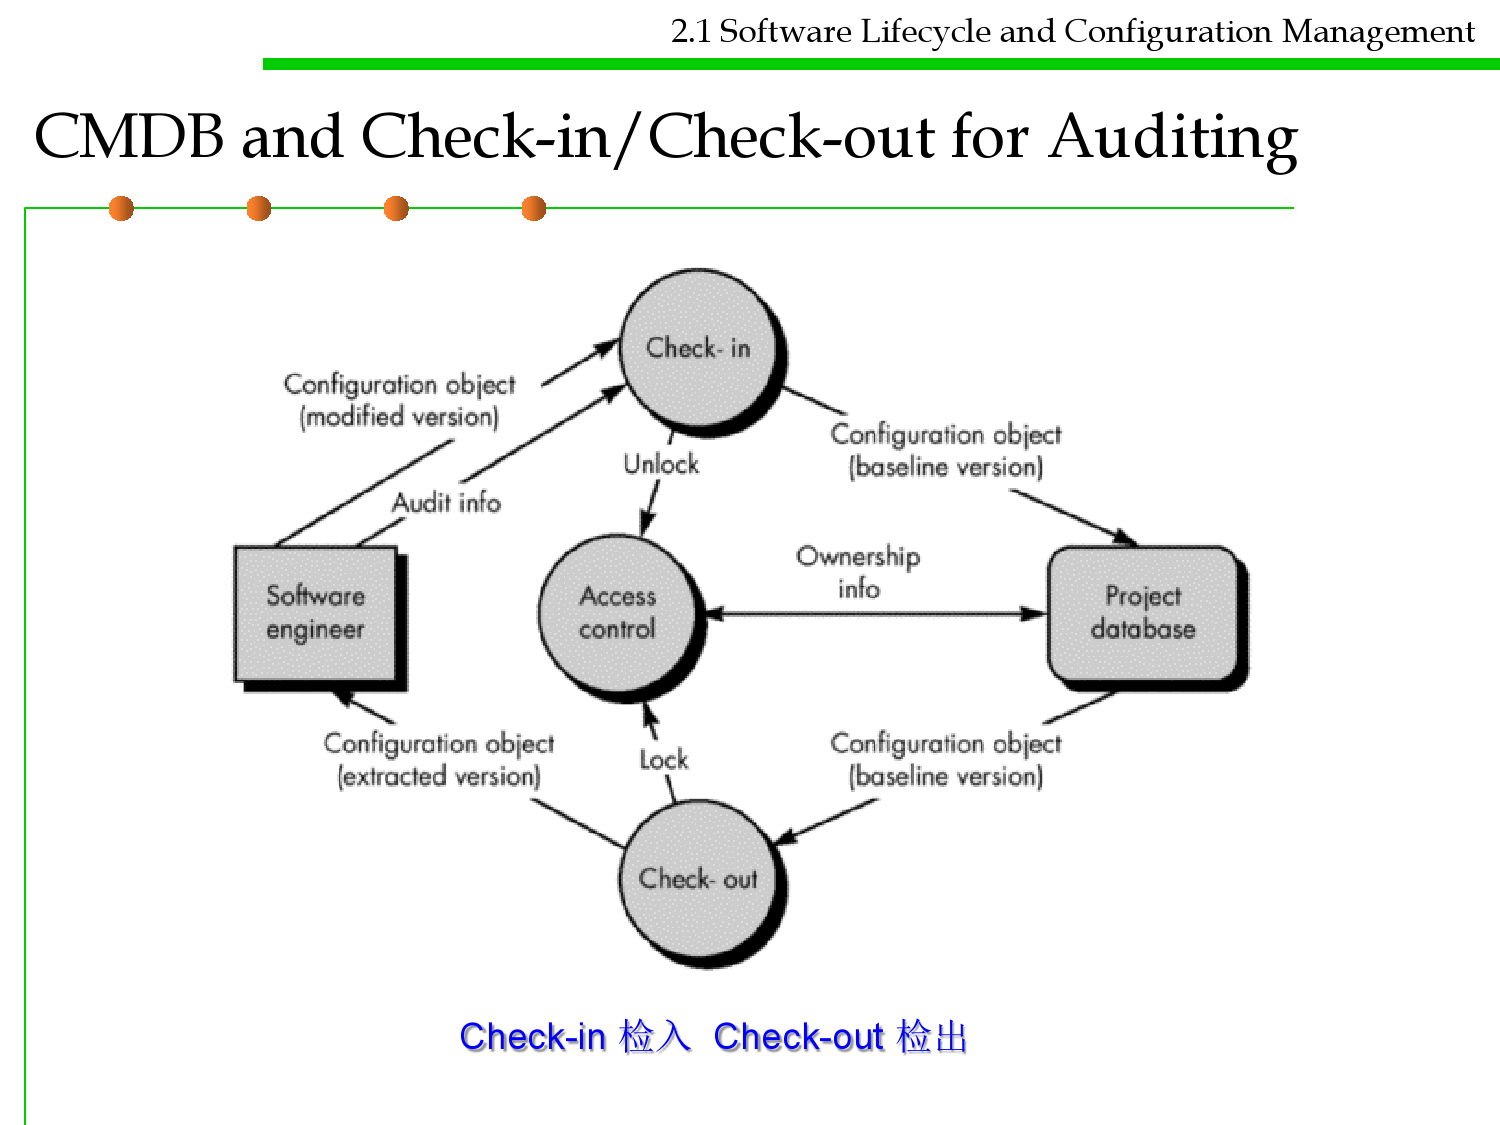 2.1 Software Lifecycle and Configuration Management
CMDB and Check-in/Check-out for Auditing
Check- in
Configuration object
(modified version)
Configuration object
(baseline version)
Unlock
Audit info
Ownership
info
Software
engineer
Access
control
Project
database
Configuration object
(extracted version)
Lock
Configuration object
(baseline version)
Check- out
Check-in 检入 Check-out 检出